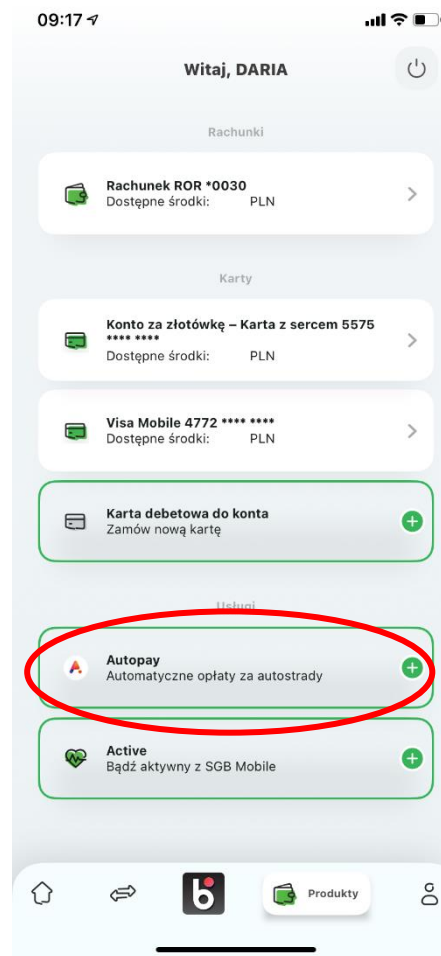 09:17
Witaj, DARIA
Rachunki
Rachunek ROR *0030
Dostępne środki: PLN
Karty
Konto za złotówkę – Karta z sercem 5575
**** ****
Dostępne środki: PLN
Visa Mobile 4772 **** ****
Dostępne środki: PLN
Karta debetowa do konta
Zamów nową kartę
Usługi
Autopay
Automatyczne opłaty za autostrady
Active
Bądź aktywny z SGB Mobile
b
Produkty